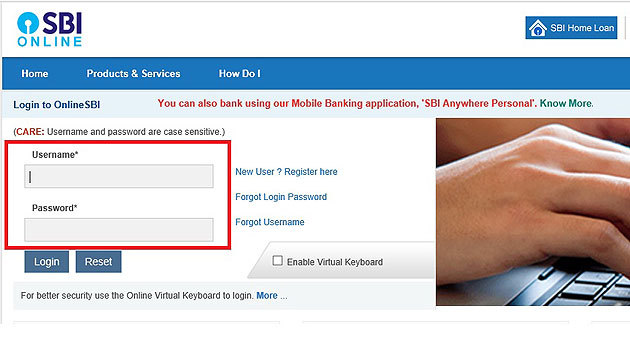 SBI
ONLINE
SBI Home Loan
Home Products & Services How Do I
Login to OnlineSBI You can also bank using our Mobile Banking application, 'SBI Anywhere Personal'. Know More.
(CARE: Username and password are case sensitive.)
Username*
New User ? Register here
Forgot Login Password
Password*
Forgot Username
Login Reset Enable Virtual Keyboard
For better security use the Online Virtual Keyboard to login. More ...